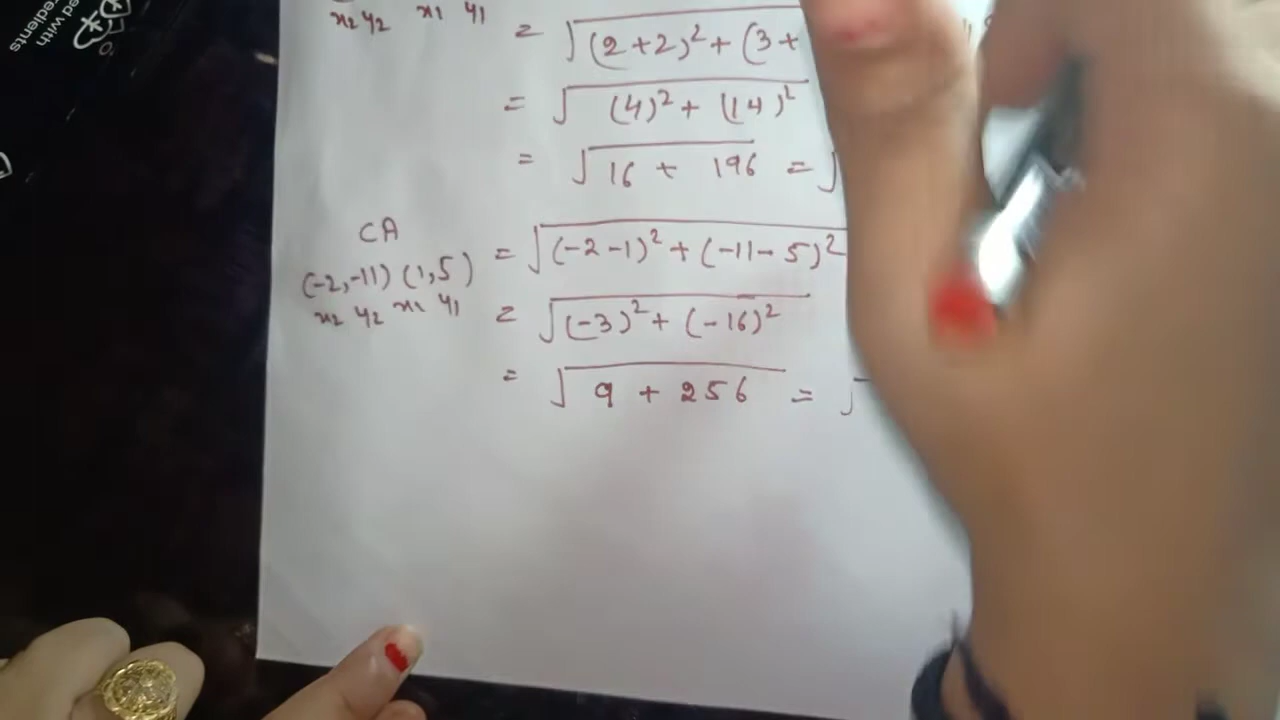 x2 y2 x1 y1 = √(2+2)² + (3+
= √(4)² + (14)²
= √16 + 196 = √
CA
= √(-2-1)² + (-11-5)²
(-2,-11) (1,5)
x2 y2 x1 y1 = √(-3)² + (-16)²
= √9 + 256 = √